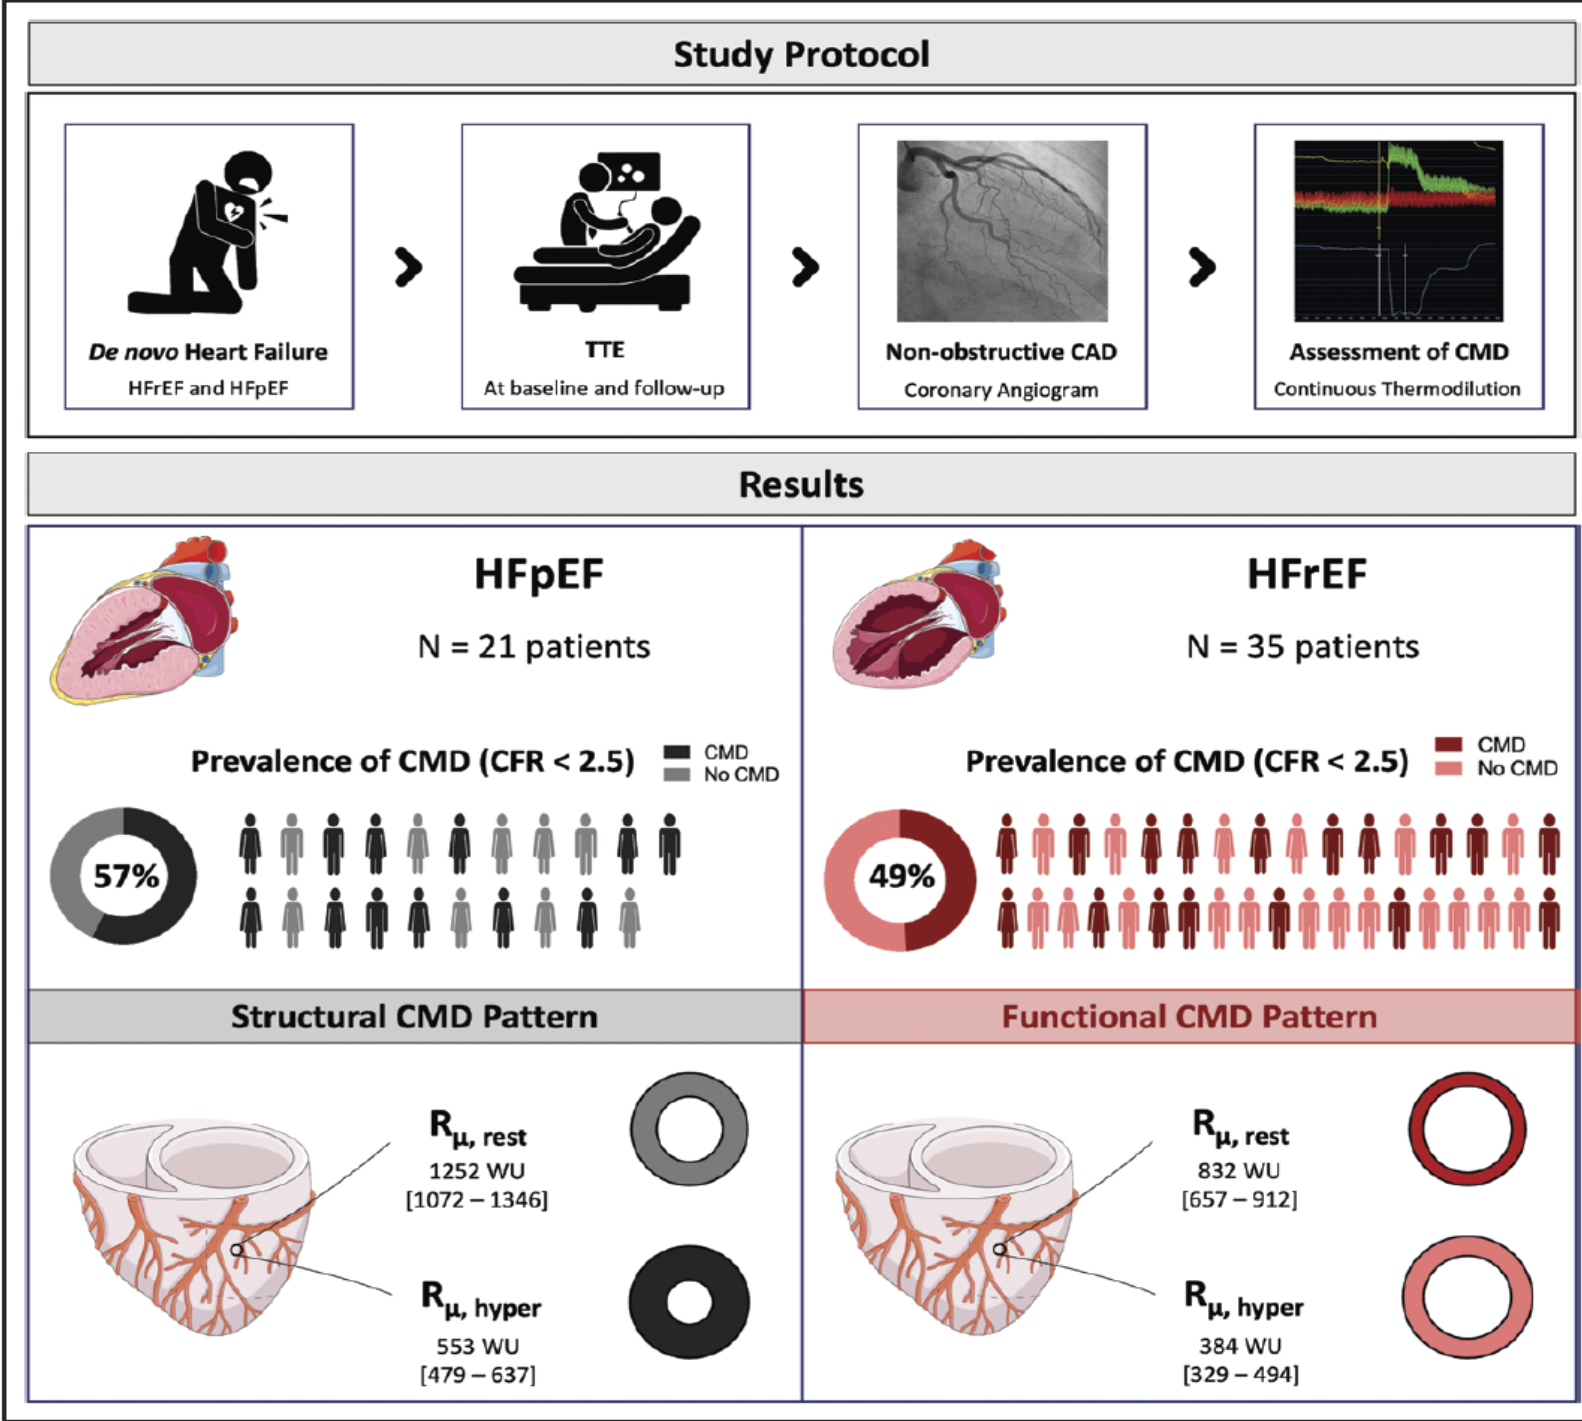 Study Protocol
De novo Heart Failure
HFrEF and HFpEF
TTE
At baseline and follow-up
Non-obstructive CAD
Coronary Angiogram
Assessment of CMD
Continuous Thermodilution
Results
HFpEF
N = 21 patients
Prevalence of CMD (CFR < 2.5)
CMD
No CMD
57%
Structural CMD Pattern
Rμ, rest
1252 WU
[1072 – 1346]
Rμ, hyper
553 WU
[479 – 637]
HFrEF
N = 35 patients
Prevalence of CMD (CFR < 2.5)
CMD
No CMD
49%
Functional CMD Pattern
Rμ, rest
832 WU
[657 – 912]
Rμ, hyper
384 WU
[329 – 494]